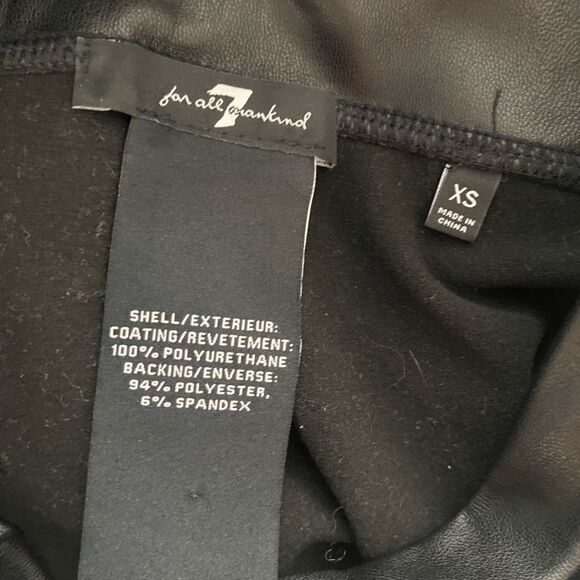 for all 7 mankind
XS
MADE IN
CHINA
SHELL/EXTERIEUR:
COATING/REVETEMENT:
100% POLYURETHANE
BACKING/ENVERSE:
94% POLYESTER,
6% SPANDEX